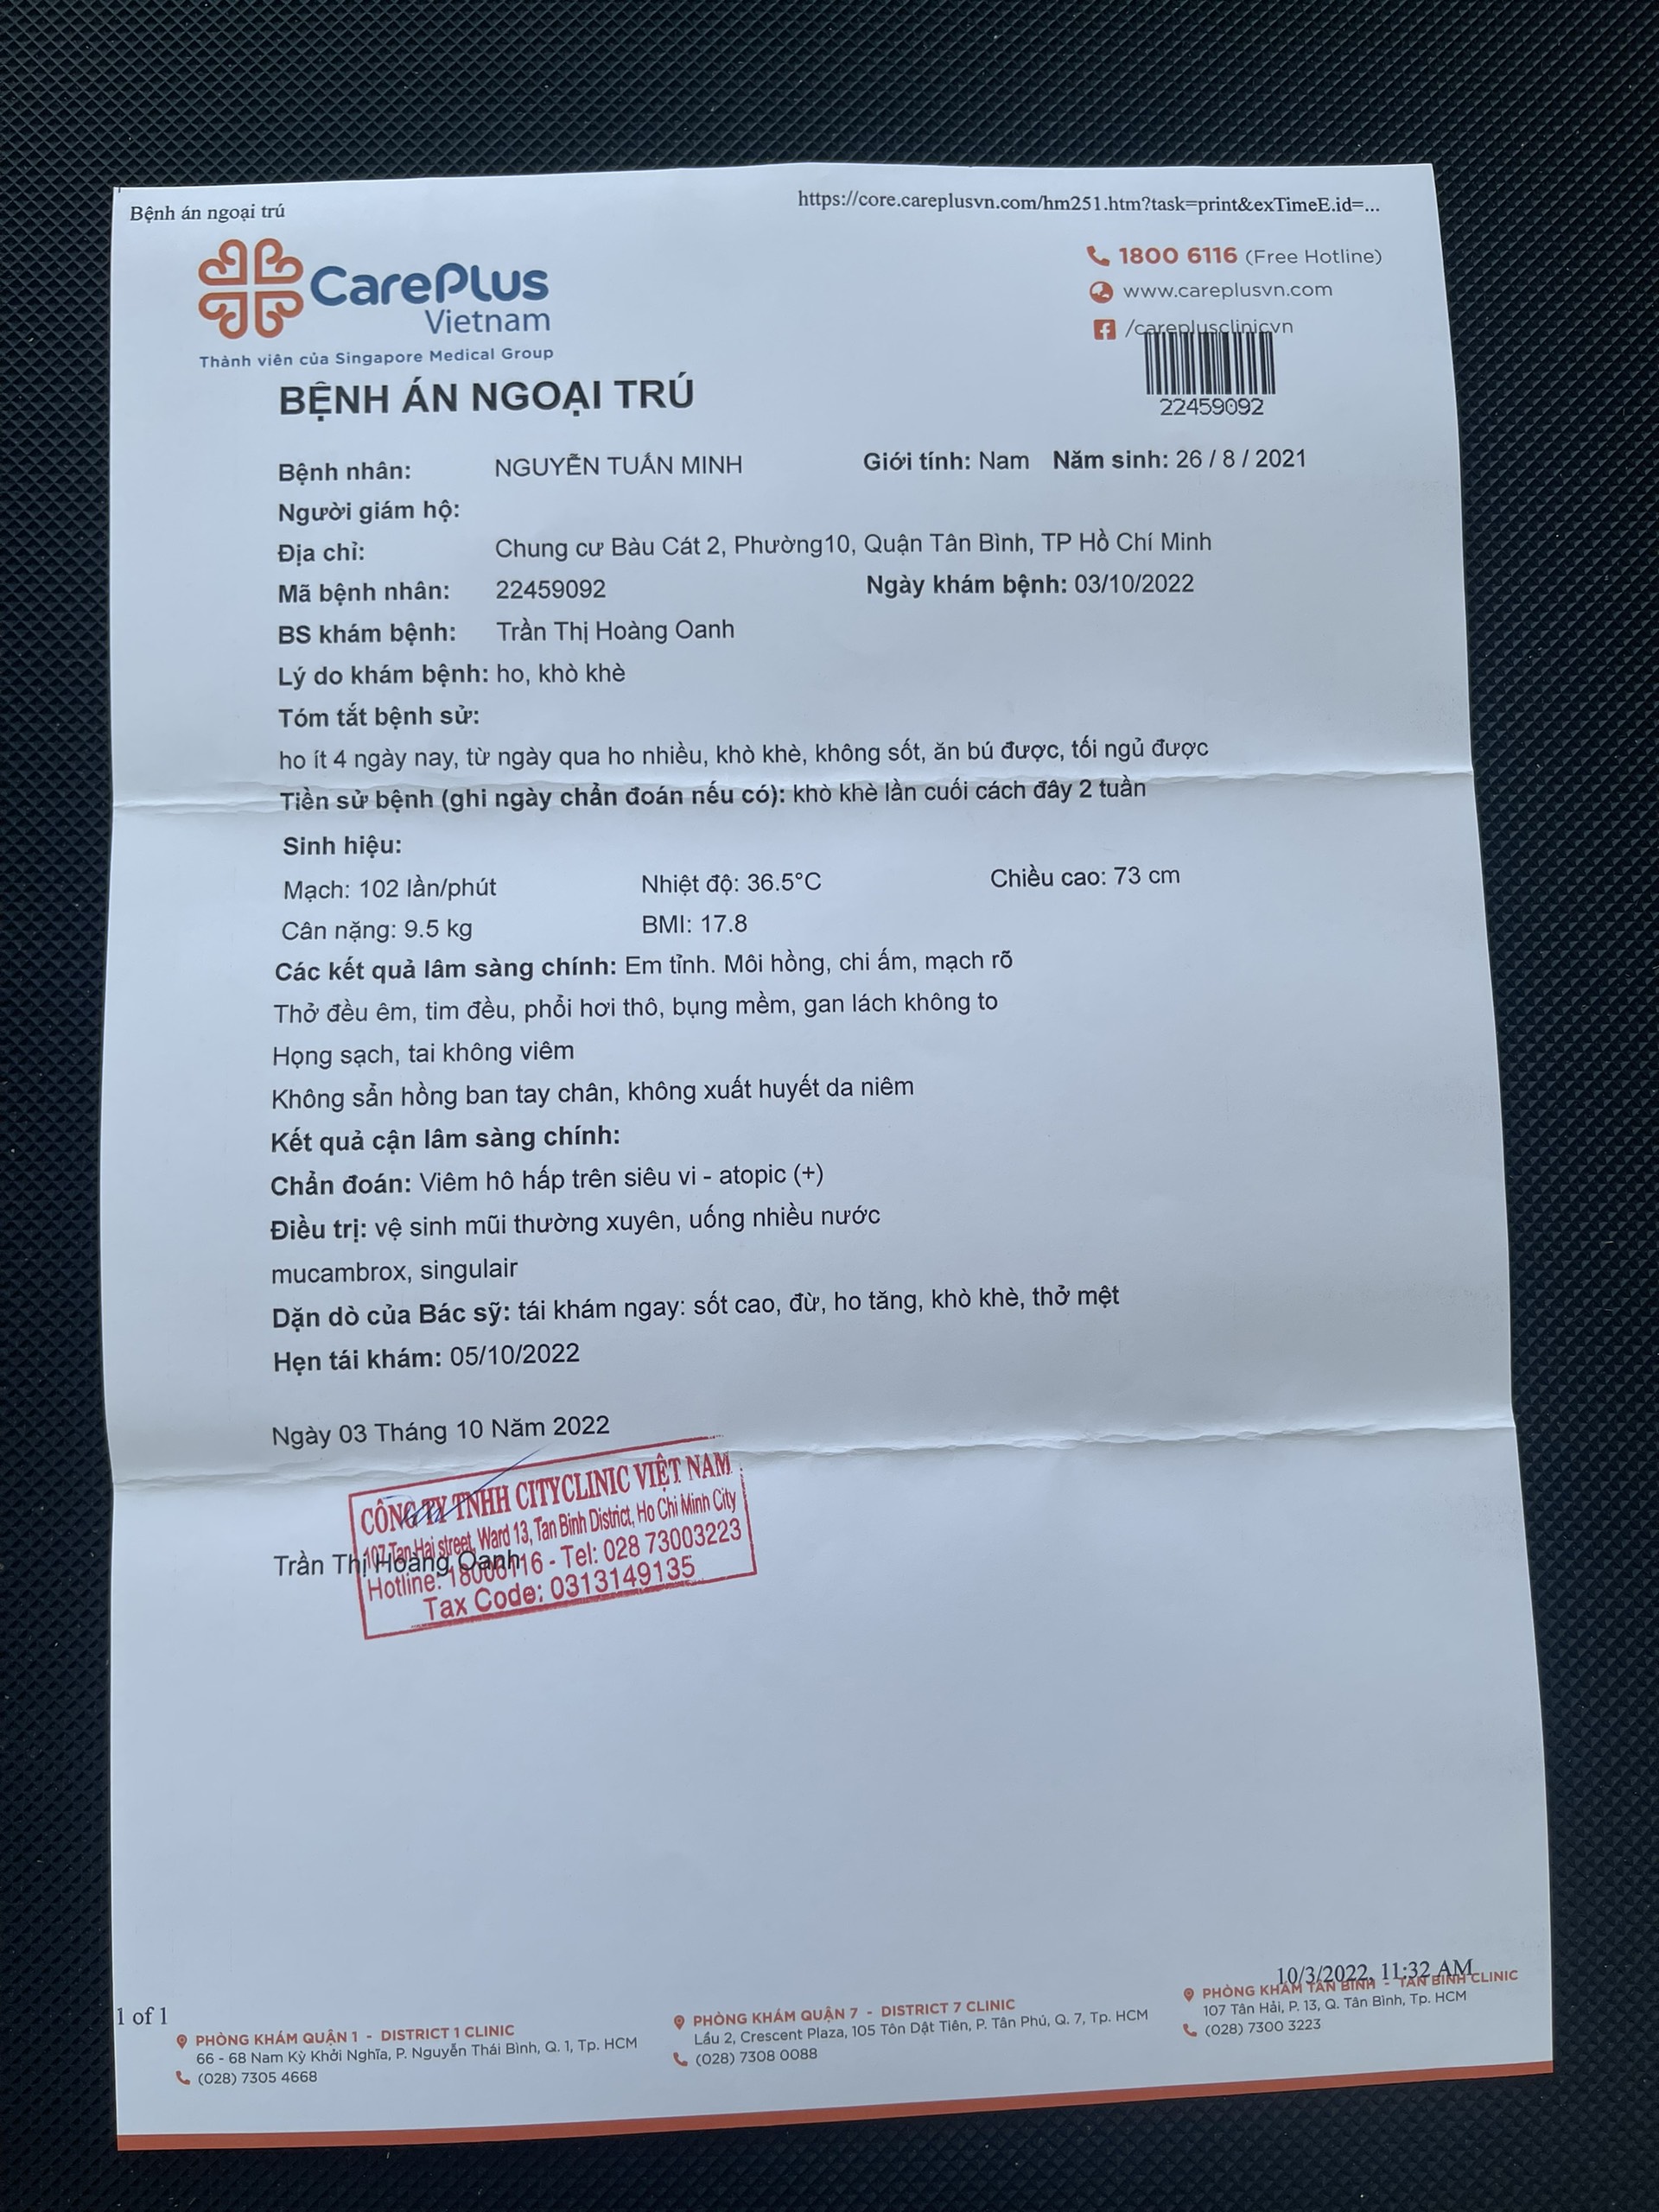 Bệnh án ngoại trú
https://core.careplusvn.com/hm251.htm?task=print&exTimeE.id=...
CarePlus
Vietnam
Thành viên của Singapore Medical Group
1800 6116 (Free Hotline)
www.careplusvn.com
/careplusclinicvn
22459092
BỆNH ÁN NGOẠI TRÚ
Bệnh nhân: NGUYỄN TUẤN MINH Giới tính: Nam Năm sinh: 26 / 8 / 2021
Người giám hộ:
Địa chỉ: Chung cư Bàu Cát 2, Phường10, Quận Tân Bình, TP Hồ Chí Minh
Mã bệnh nhân: 22459092 Ngày khám bệnh: 03/10/2022
BS khám bệnh: Trần Thị Hoàng Oanh
Lý do khám bệnh: ho, khò khè
Tóm tắt bệnh sử:
ho ít 4 ngày nay, từ ngày qua ho nhiều, khò khè, không sốt, ăn bú được, tối ngủ được
Tiền sử bệnh (ghi ngày chẩn đoán nếu có): khò khè lần cuối cách đây 2 tuần
Sinh hiệu:
Mạch: 102 lần/phút Nhiệt độ: 36.5°C Chiều cao: 73 cm
Cân nặng: 9.5 kg BMI: 17.8
Các kết quả lâm sàng chính: Em tỉnh. Môi hồng, chi ấm, mạch rõ
Thở đều êm, tim đều, phổi hơi thô, bụng mềm, gan lách không to
Họng sạch, tai không viêm
Không sẩn hồng ban tay chân, không xuất huyết da niêm
Kết quả cận lâm sàng chính:
Chẩn đoán: Viêm hô hấp trên siêu vi - atopic (+)
Điều trị: vệ sinh mũi thường xuyên, uống nhiều nước
mucambrox, singulair
Dặn dò của Bác sỹ: tái khám ngay: sốt cao, đừ, ho tăng, khò khè, thở mệt
Hẹn tái khám: 05/10/2022
Ngày 03 Tháng 10 Năm 2022
CÔNG TY TNHH CITYCLINIC VIỆT NAM
107 Tan Hai street, Ward 13, Tan Binh District, Ho Chi Minh City
Trần Thị Hoàng Oanh
Hotline: 18006116 - Tel: 028 73003223
Tax Code: 0313149135
10/3/2022, 11:32 AM
1 of 1
PHÒNG KHÁM QUẬN 1 - DISTRICT 1 CLINIC
66 - 68 Nam Kỳ Khởi Nghĩa, P. Nguyễn Thái Bình, Q. 1, Tp. HCM
(028) 7305 4668
PHÒNG KHÁM QUẬN 7 - DISTRICT 7 CLINIC
Lầu 2, Crescent Plaza, 105 Tôn Dật Tiên, P. Tân Phú, Q. 7, Tp. HCM
(028) 7308 0088
PHÒNG KHÁM TÂN BÌNH - TAN BINH CLINIC
107 Tân Hải, P. 13, Q. Tân Bình, Tp. HCM
(028) 7300 3223